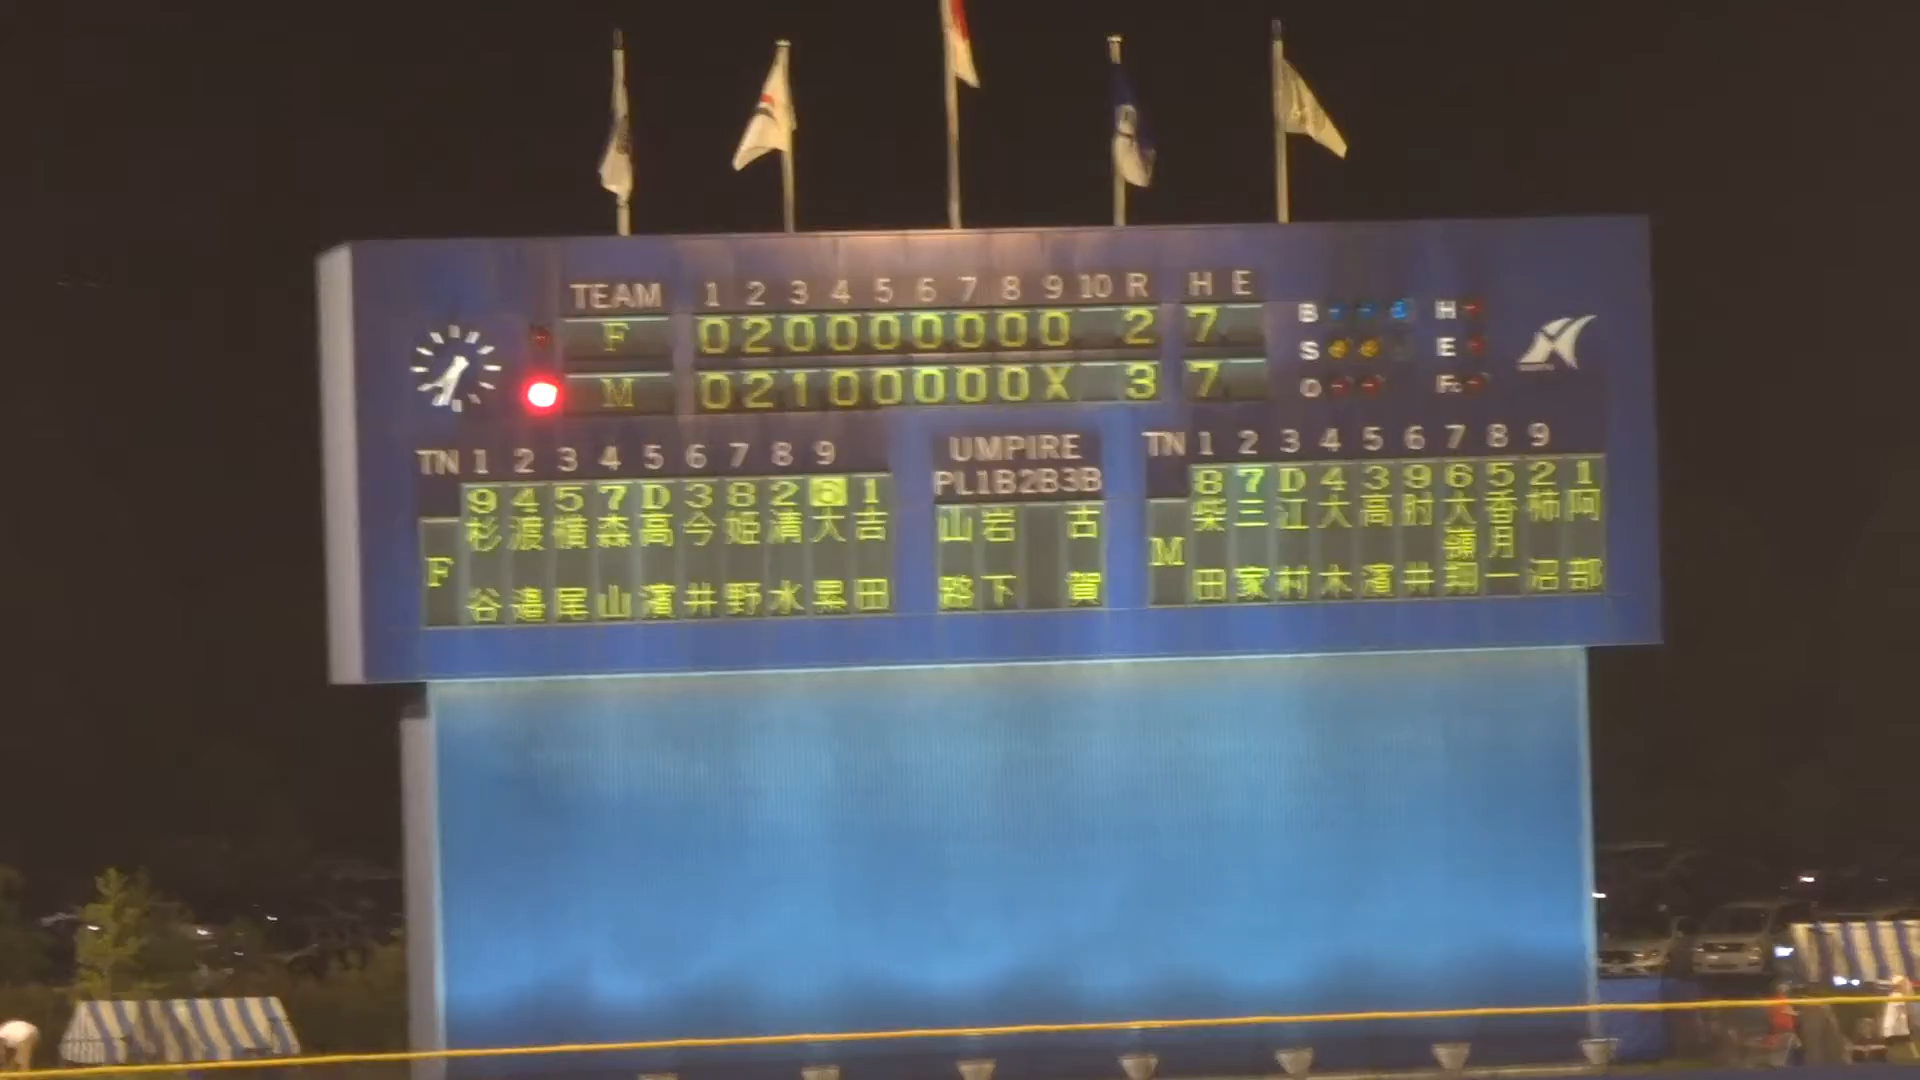 TEAM 1 2 3 4 5 6 7 8 9 10 R H E
F 0 2 0 0 0 0 0 0 0 2 7
M 0 2 1 0 0 0 0 0 X 3 7
B H
S E
O Fc
TN 1 2 3 4 5 6 7 8 9
9 4 5 7 D 3 8 2 6 1
F 杉谷 渡邉 横尾 森山 高濱 今井 姫野 清水 大累 吉田
UMPIRE
PL 1B 2B 3B
山路 岩下 古賀
TN 1 2 3 4 5 6 7 8 9
8 7 D 4 3 9 6 5 2 1
M 柴田 三家 江村 大木 高濱 肘井 大嶺翔 香月一 柿沼 阿部